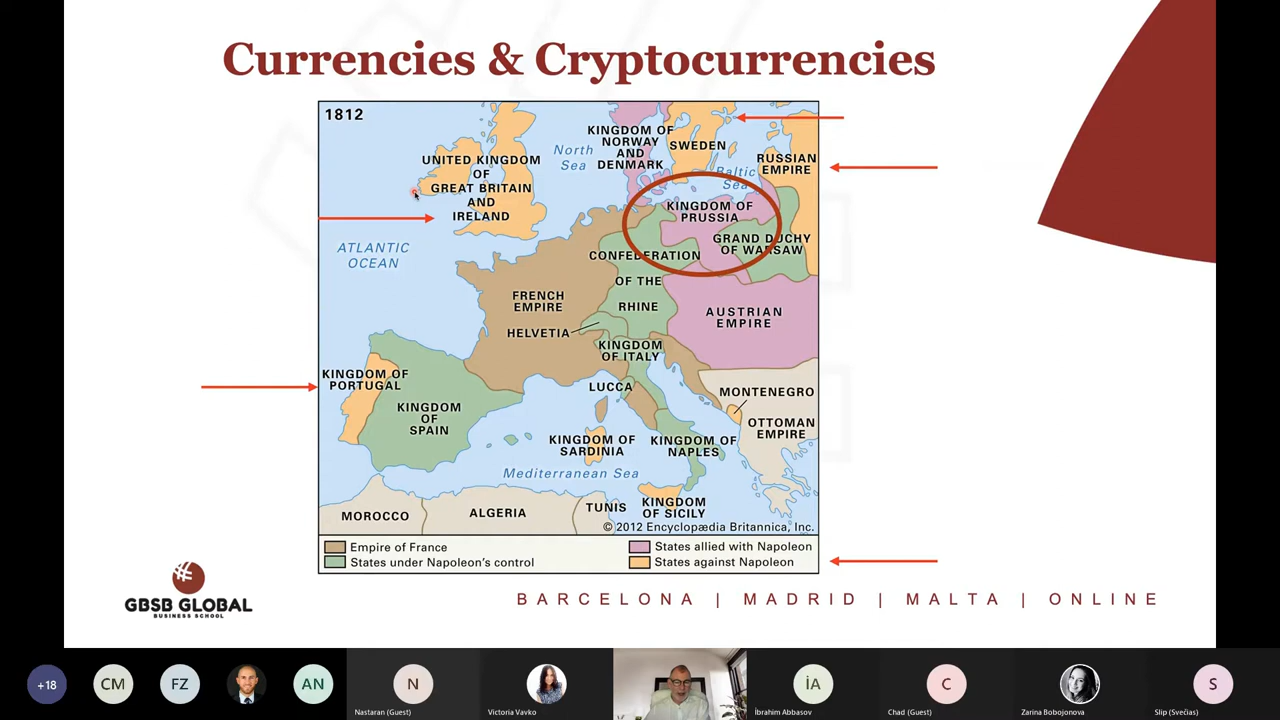 Currencies & Cryptocurrencies
1812
KINGDOM OF
NORWAY
AND
DENMARK
North
Sea
SWEDEN
RUSSIAN
EMPIRE
Baltic
Sea
UNITED KINGDOM
OF
GREAT BRITAIN
AND
IRELAND
KINGDOM OF
PRUSSIA
GRAND DUCHY
OF WARSAW
ATLANTIC
OCEAN
CONFEDERATION
OF THE
RHINE
FRENCH
EMPIRE
HELVETIA
AUSTRIAN
EMPIRE
KINGDOM
OF ITALY
KINGDOM OF
PORTUGAL
LUCCA
MONTENEGRO
KINGDOM
OF
SPAIN
OTTOMAN
EMPIRE
KINGDOM OF
SARDINIA
KINGDOM OF
NAPLES
Mediterranean Sea
MOROCCO
ALGERIA
TUNIS
KINGDOM
OF SICILY
© 2012 Encyclopædia Britannica, Inc.
Empire of France
States allied with Napoleon
States under Napoleon's control
States against Napoleon
GBSB GLOBAL
BUSINESS SCHOOL
BARCELONA | MADRID | MALTA | ONLINE
+18
CM
FZ
AN
N
Nastaran (Guest)
Victoria Vavko
İA
İbrahim Abbasov
C
Chad (Guest)
Zarina Bobojonova
S
Slip (Svečias)